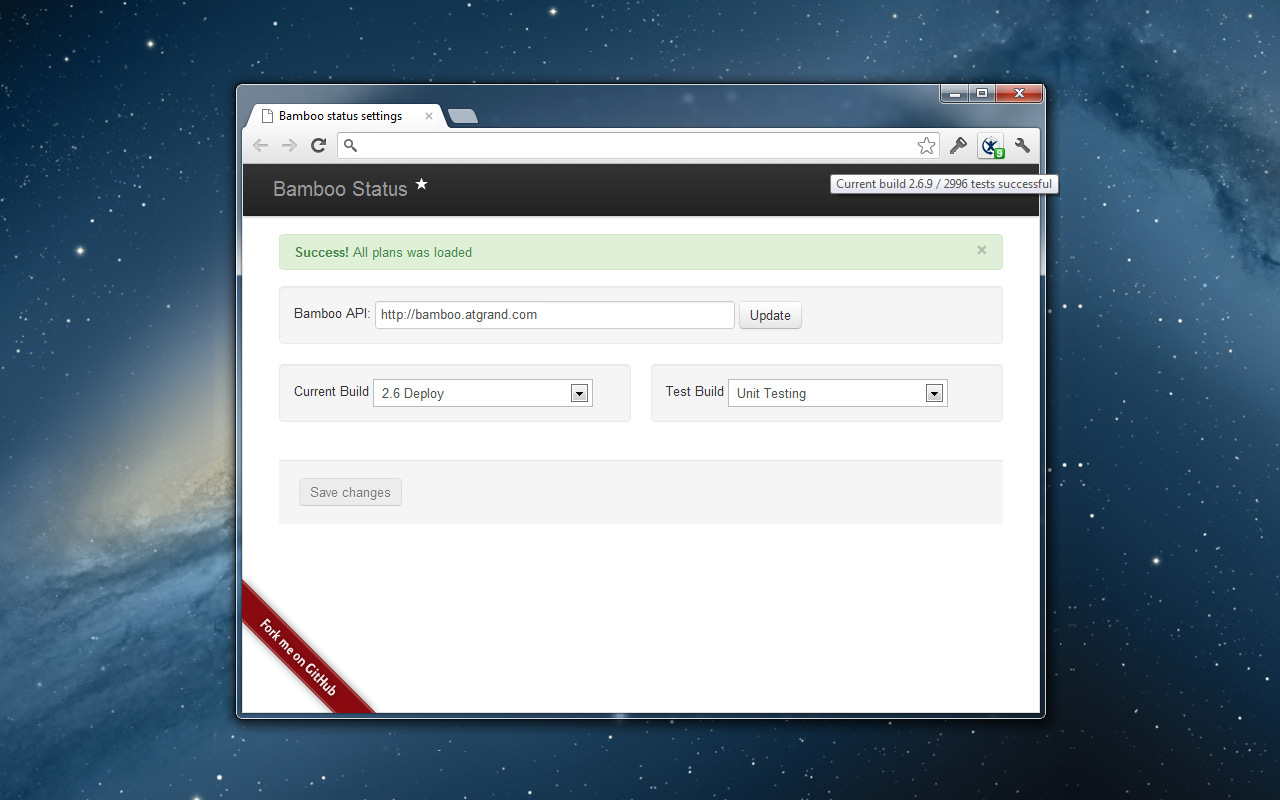 Bamboo status settings
9
Current build 2.6.9 / 2996 tests successful
Bamboo Status ★
Success! All plans was loaded
Bamboo API: http://bamboo.atgrand.com Update
Current Build 2.6 Deploy
Test Build Unit Testing
Save changes
Fork me on GitHub